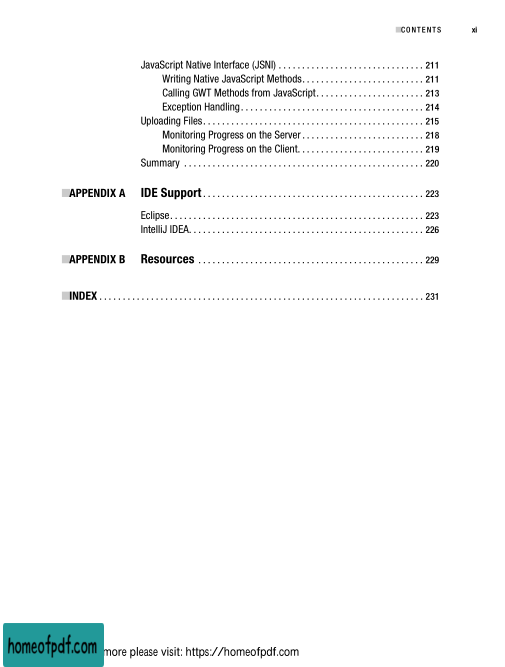 CONTENTS xi
JavaScript Native Interface (JSNI) . . . . . . . . . . . . . . . . . . . . . . . . . . . . . . . 211
Writing Native JavaScript Methods. . . . . . . . . . . . . . . . . . . . . . . . . . 211
Calling GWT Methods from JavaScript. . . . . . . . . . . . . . . . . . . . . . . 213
Exception Handling. . . . . . . . . . . . . . . . . . . . . . . . . . . . . . . . . . . . . . . 214
Uploading Files. . . . . . . . . . . . . . . . . . . . . . . . . . . . . . . . . . . . . . . . . . . . . . . 215
Monitoring Progress on the Server . . . . . . . . . . . . . . . . . . . . . . . . . . 218
Monitoring Progress on the Client. . . . . . . . . . . . . . . . . . . . . . . . . . . 219
Summary . . . . . . . . . . . . . . . . . . . . . . . . . . . . . . . . . . . . . . . . . . . . . . . . . . . 220
APPENDIX A IDE Support . . . . . . . . . . . . . . . . . . . . . . . . . . . . . . . . . . . . . . . . . . . . . . . 223
Eclipse. . . . . . . . . . . . . . . . . . . . . . . . . . . . . . . . . . . . . . . . . . . . . . . . . . . . . . 223
IntelliJ IDEA. . . . . . . . . . . . . . . . . . . . . . . . . . . . . . . . . . . . . . . . . . . . . . . . . . 226
APPENDIX B Resources . . . . . . . . . . . . . . . . . . . . . . . . . . . . . . . . . . . . . . . . . . . . . . . . 229
INDEX . . . . . . . . . . . . . . . . . . . . . . . . . . . . . . . . . . . . . . . . . . . . . . . . . . . . . . . . . . . . . . . . . . . . . 231
homeofpdf.com more please visit: https://homeofpdf.com